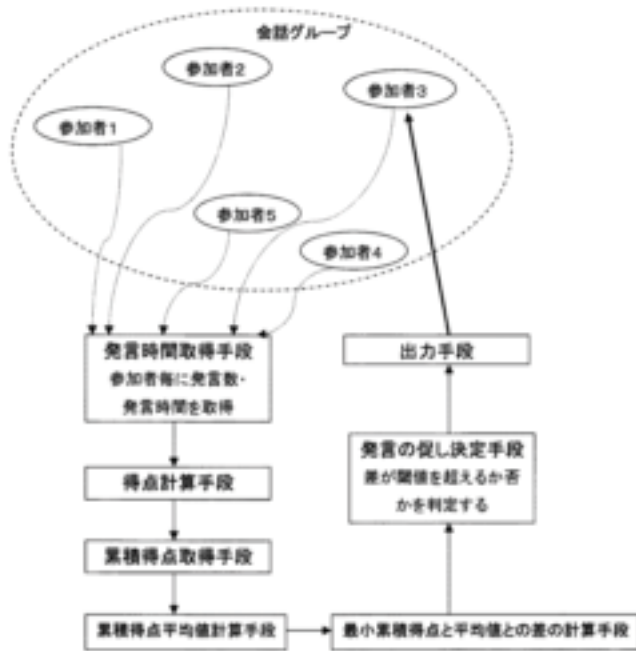 会話グループ
参加者2
参加者3
参加者1
参加者5
参加者4
発言時間取得手段
参加者毎に発言数・
発言時間を取得
出力手段
発言の促し決定手段
差が閾値を超えるか否
かを判定する
得点計算手段
累積得点取得手段
累積得点平均値計算手段
最小累積得点と平均値との差の計算手段